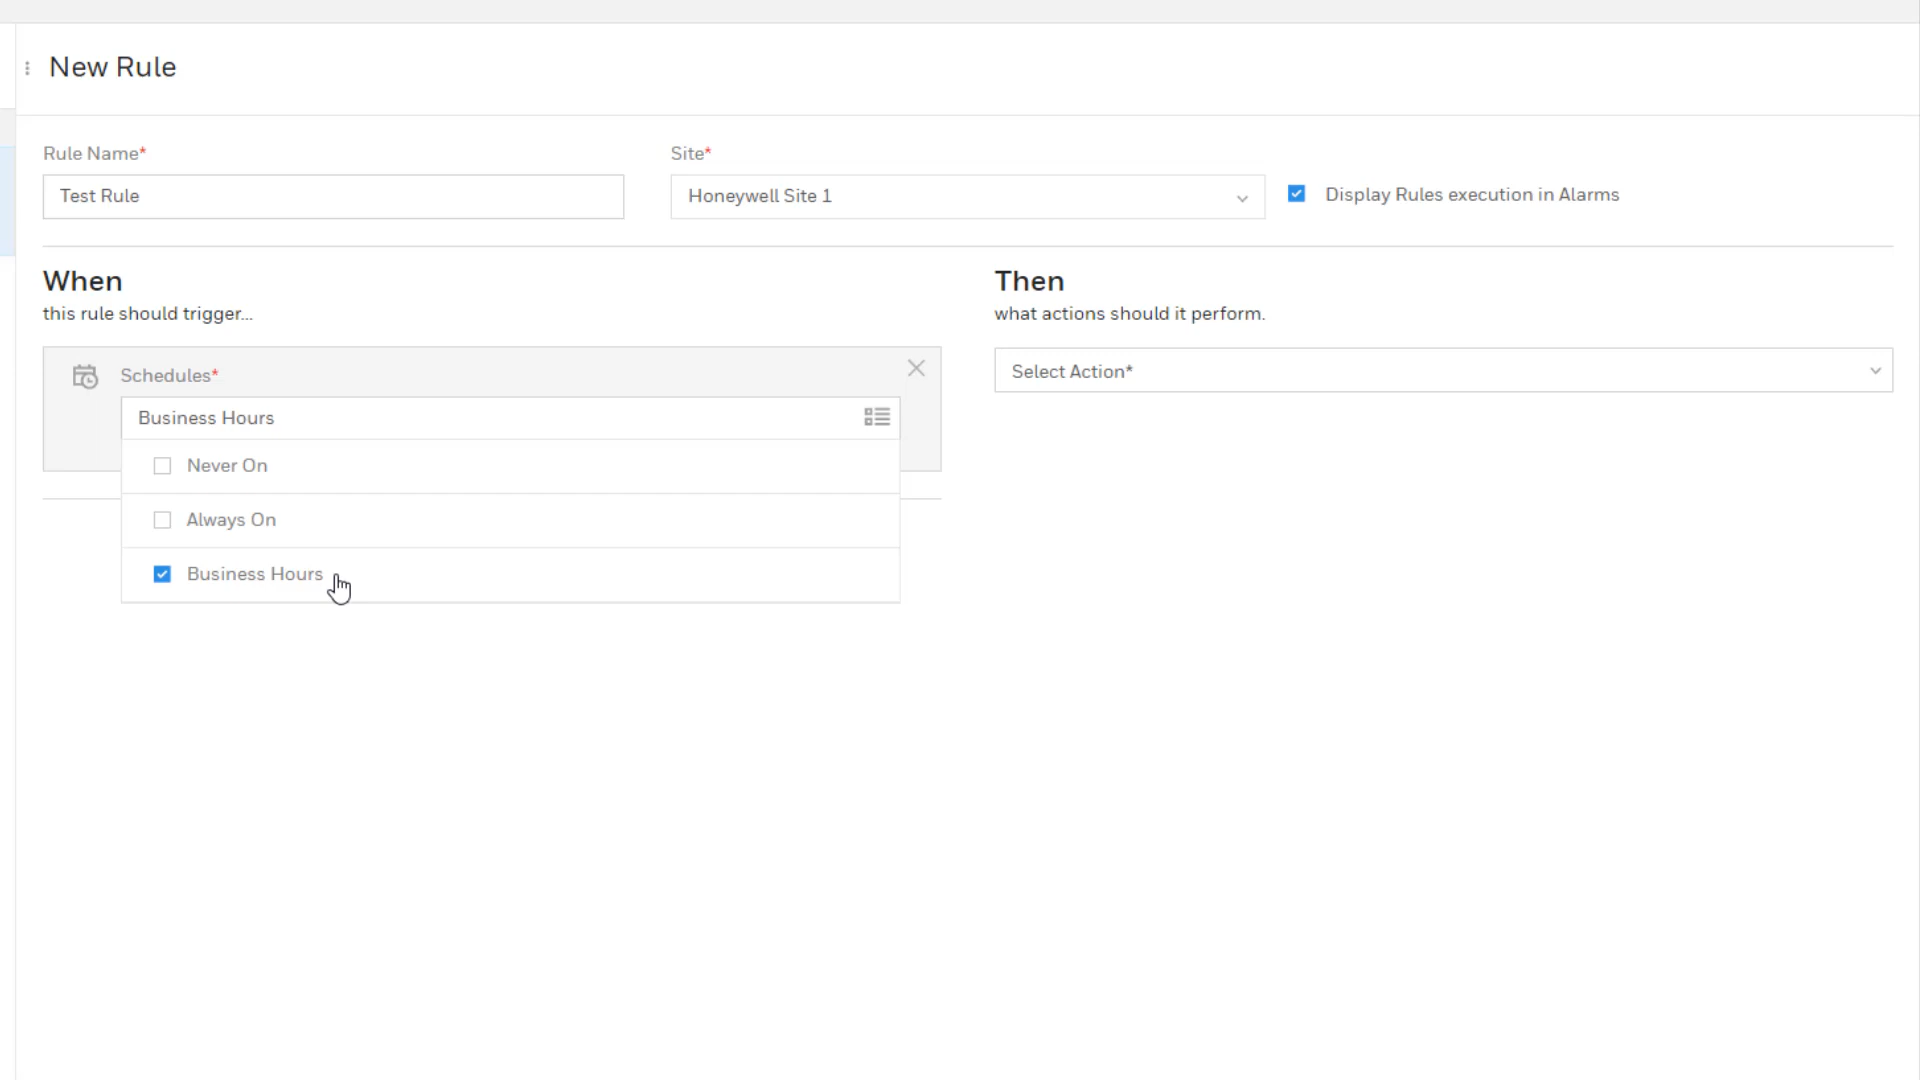 New Rule
Rule Name*
Site*
Test Rule
Honeywell Site 1
Display Rules execution in Alarms
When
this rule should trigger...
Then
what actions should it perform.
Schedules*
Business Hours
Never On
Always On
Business Hours
Select Action*